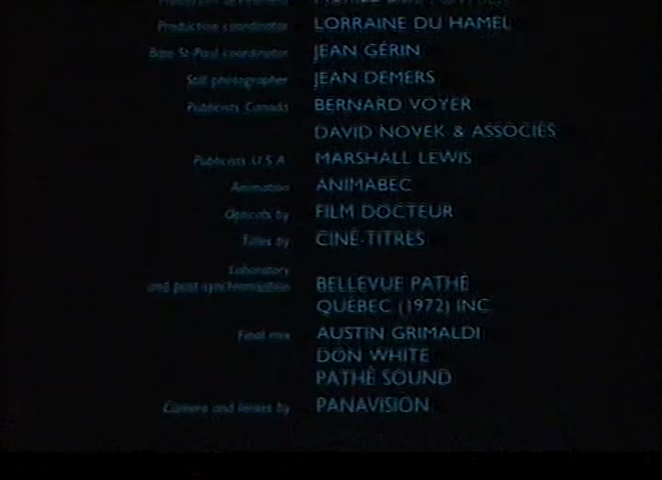 Production coordinator LORRAINE DU HAMEL
Baie St-Paul coordinator JEAN GÉRIN
Still photographer JEAN DEMERS
Publicists Canada BERNARD VOYER
DAVID NOVEK & ASSOCIÉS
Publicists U.S.A. MARSHALL LEWIS
Animation ANIMABEC
Opticals by FILM DOCTEUR
Titles by CINÉ-TITRES
Laboratory
and post-synchronisation BELLEVUE PATHÉ
QUÉBEC (1972) INC.
Final mix AUSTIN GRIMALDI
DON WHITE
PATHÉ SOUND
Camera and lenses by PANAVISION